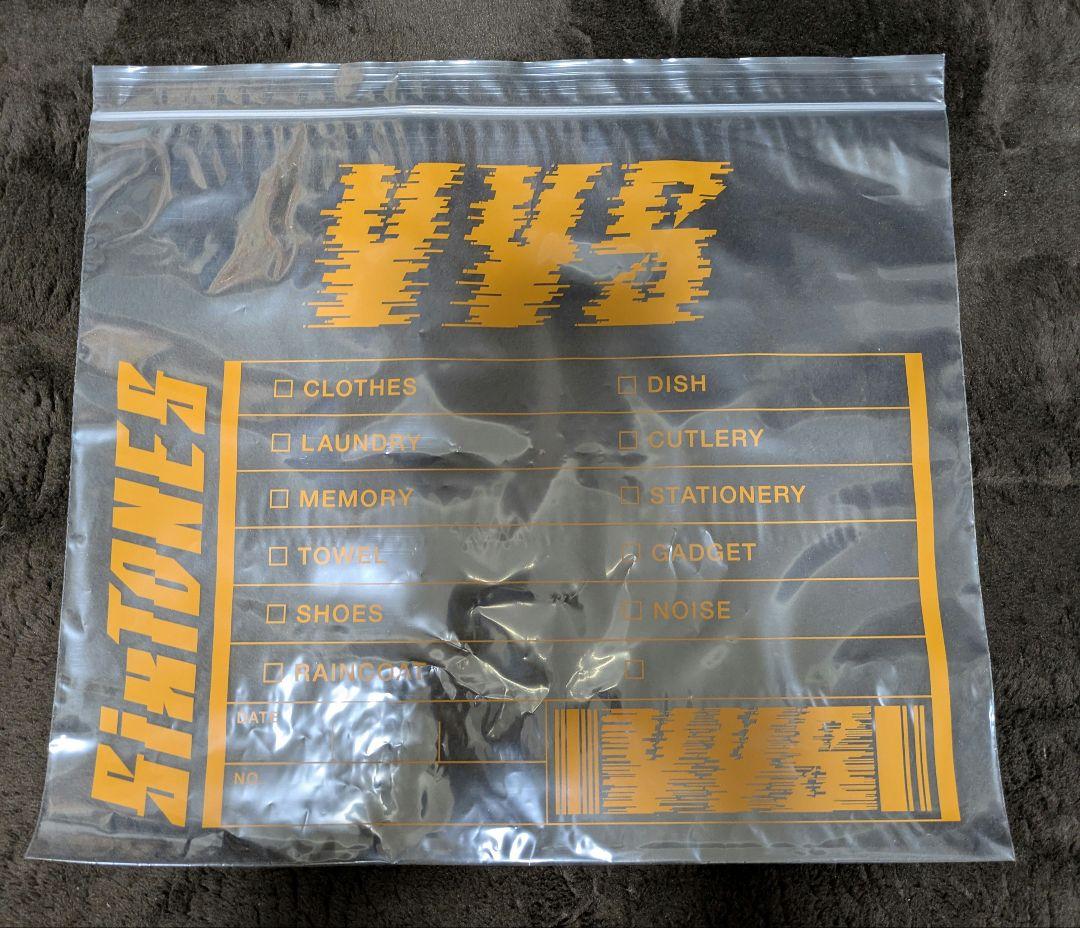 VVS
SixTONES
CLOTHES
DISH
LAUNDRY
CUTLERY
MEMORY
STATIONERY
TOWEL
GADGET
SHOES
NOISE
RAINCOAT
DATE
NO
VVS